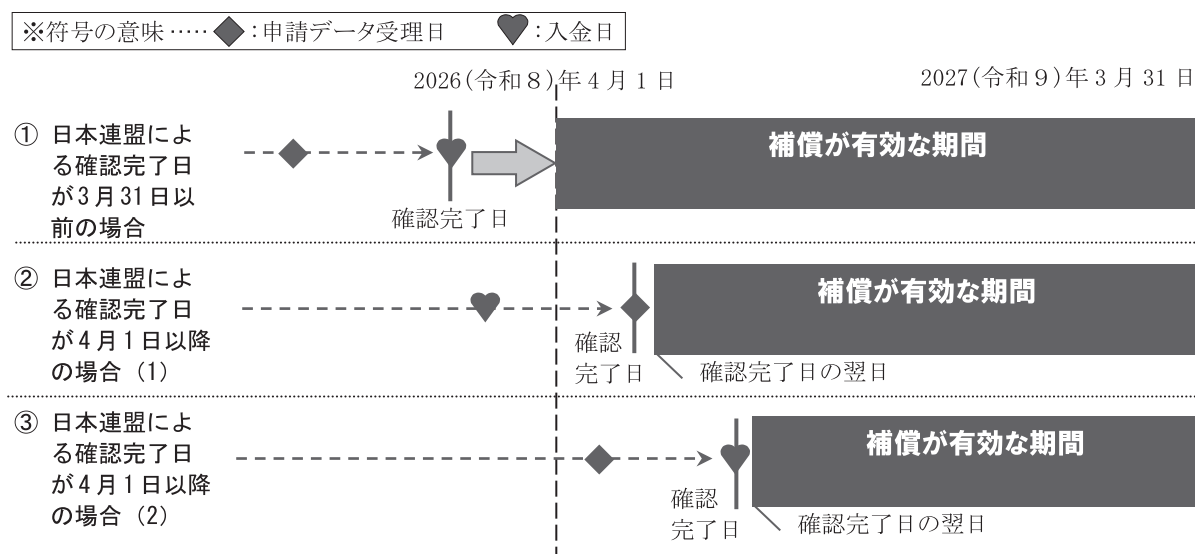 ※符号の意味‥‥‥◆:申請データ受理日　♥:入金日
2026(令和8)年4月1日
2027(令和9)年3月31日
① 日本連盟によ
る確認完了日
が3月31日以
前の場合
確認完了日
補償が有効な期間
② 日本連盟によ
る確認完了日
が4月1日以降
の場合（1）
確認
完了日
補償が有効な期間
確認完了日の翌日
③ 日本連盟によ
る確認完了日
が4月1日以降
の場合（2）
確認
完了日
補償が有効な期間
確認完了日の翌日